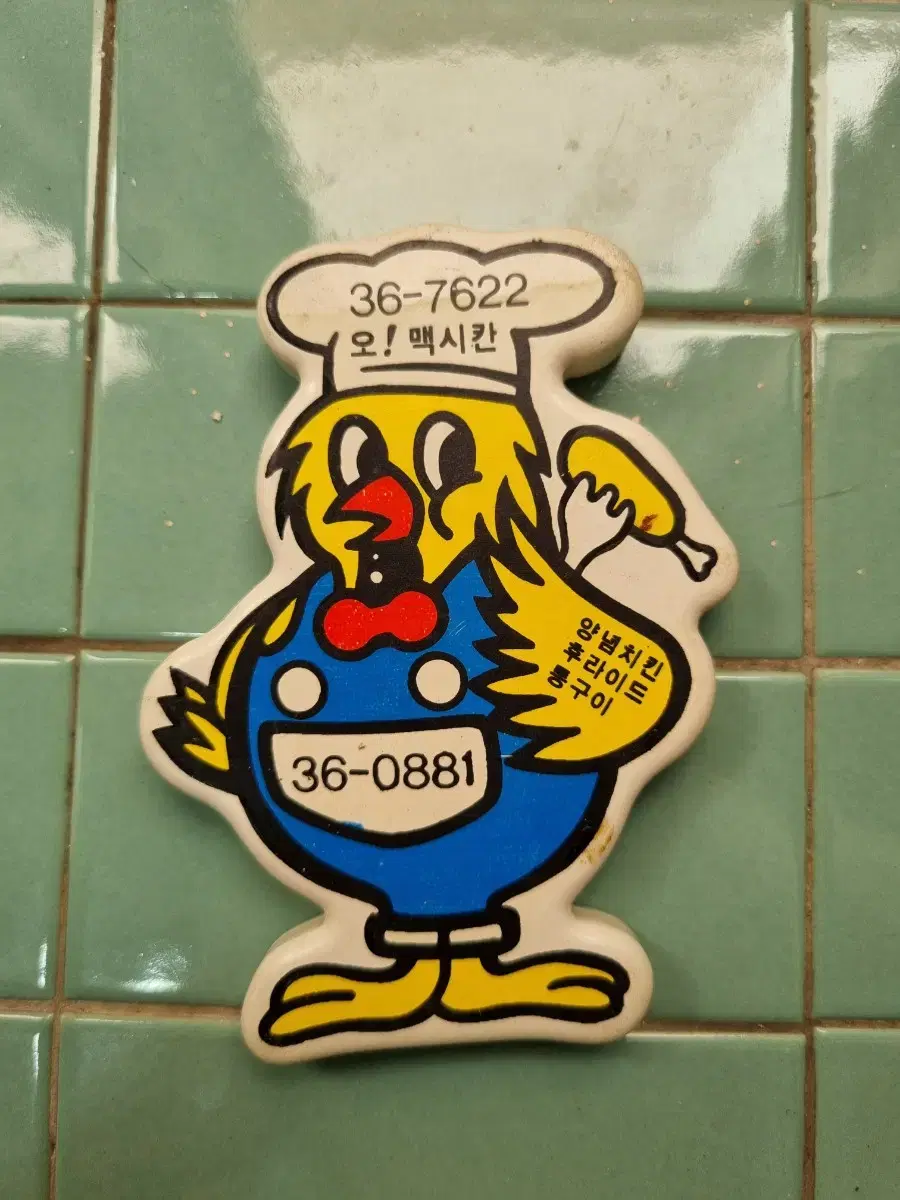 36-7622
오! 맥시칸
양념치킨
후라이드
통구이
36-0881